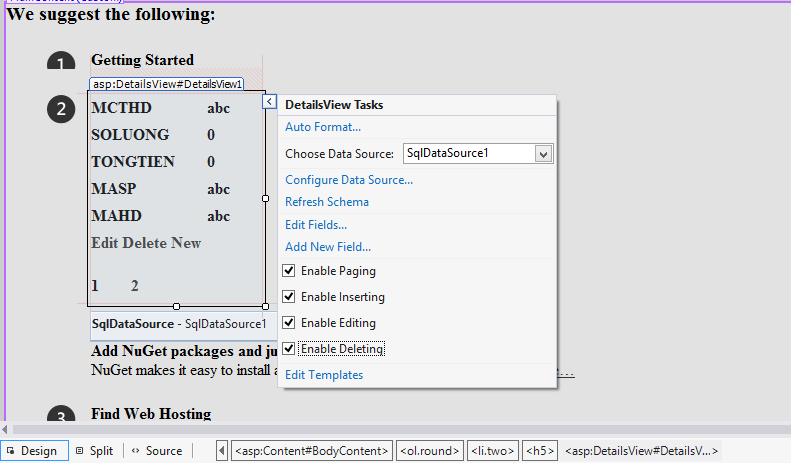 We suggest the following:
1 Getting Started
asp:DetailsView#DetailsView1
2
MCTHD abc
SOLUONG 0
TONGTIEN 0
MASP abc
MAHD abc
Edit Delete New
1 2
SqlDataSource - SqlDataSource1
DetailsView Tasks
Auto Format...
Choose Data Source: SqlDataSource1
Configure Data Source...
Refresh Schema
Edit Fields...
Add New Field...
Enable Paging
Enable Inserting
Enable Editing
Enable Deleting
Edit Templates
Add NuGet packages and ju
NuGet makes it easy to install a
3 Find Web Hosting
Design Split Source <asp:Content#BodyContent> <ol.round> <li.two> <h5> <asp:DetailsView#DetailsV...>